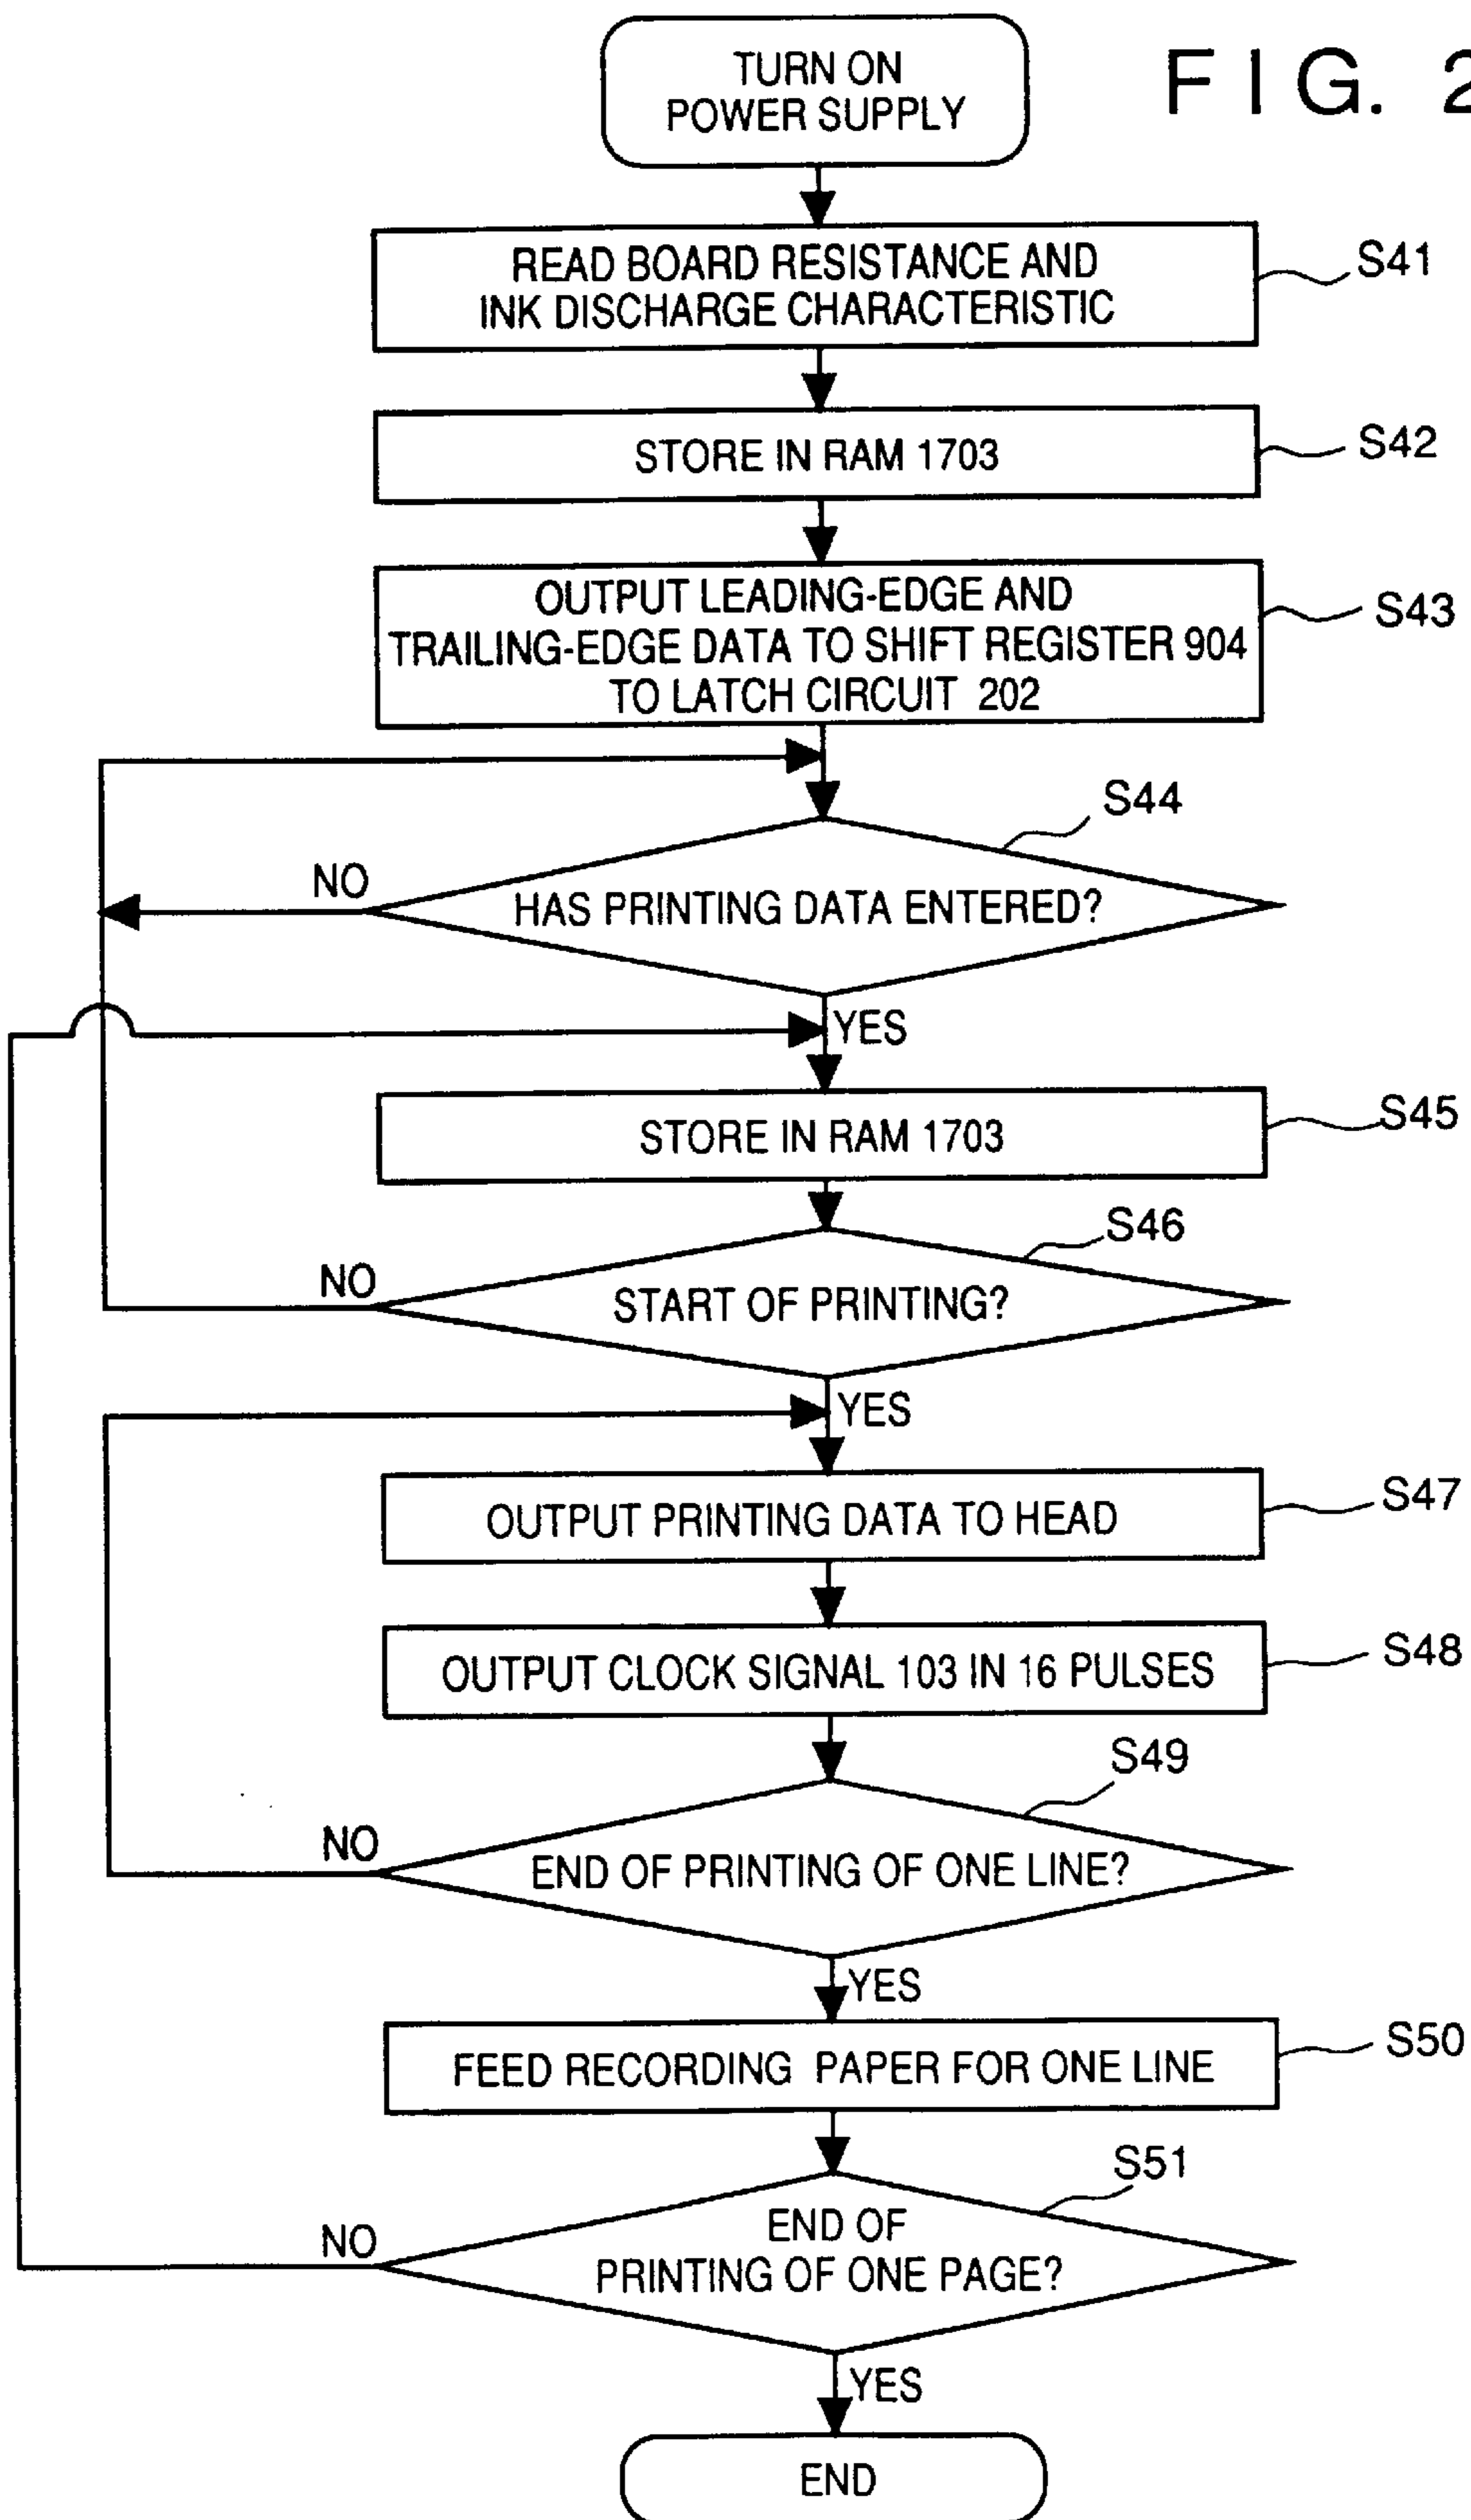 FIG. 2
TURN ON
POWER SUPPLY
READ BOARD RESISTANCE AND
INK DISCHARGE CHARACTERISTIC
S41
STORE IN RAM 1703
S42
OUTPUT LEADING-EDGE AND
TRAILING-EDGE DATA TO SHIFT REGISTER 904
TO LATCH CIRCUIT 202
S43
S44
NO
HAS PRINTING DATA ENTERED?
YES
STORE IN RAM 1703
S45
S46
NO
START OF PRINTING?
YES
OUTPUT PRINTING DATA TO HEAD
S47
OUTPUT CLOCK SIGNAL 103 IN 16 PULSES
S48
S49
NO
END OF PRINTING OF ONE LINE?
YES
FEED RECORDING PAPER FOR ONE LINE
S50
S51
NO
END OF
PRINTING OF ONE PAGE?
YES
END